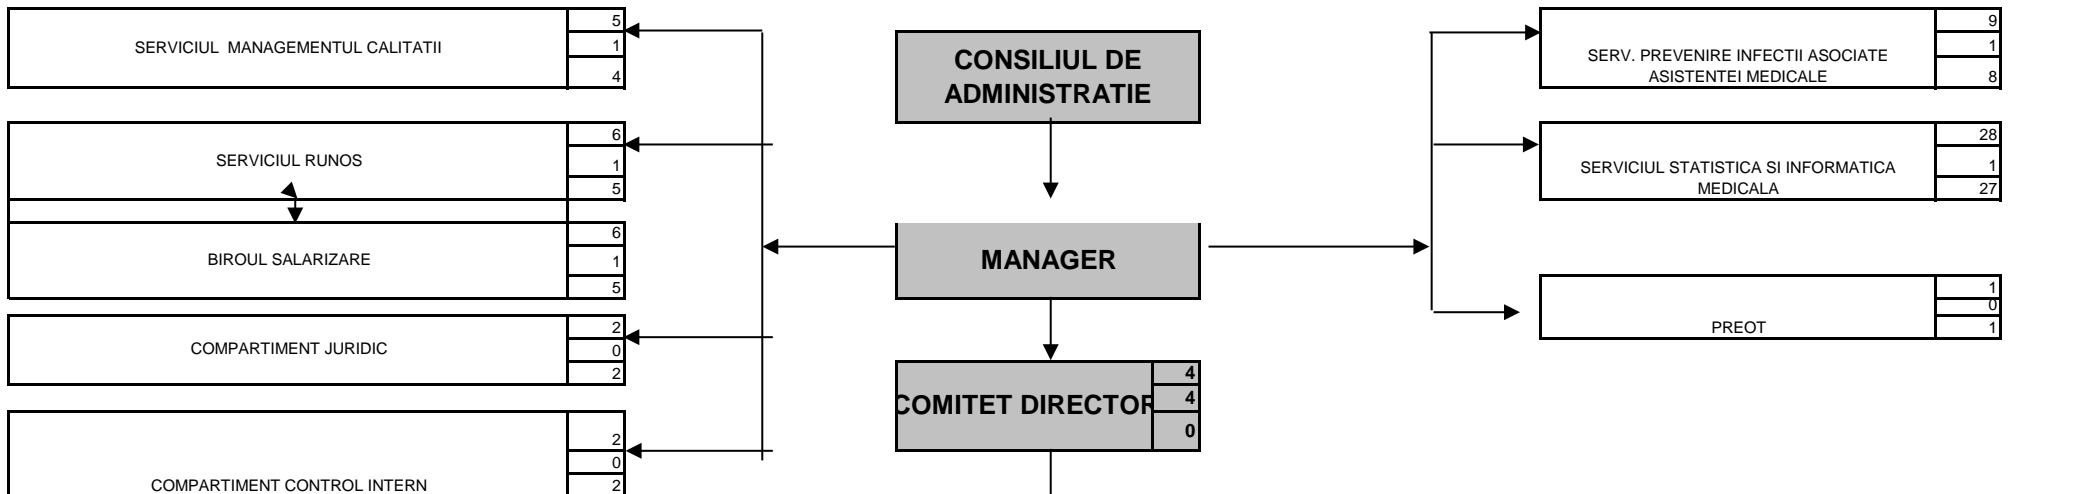 SERVICIUL MANAGEMENTUL CALITATII
5
1
4
SERVICIUL RUNOS
6
1
5
BIROUL SALARIZARE
6
1
5
COMPARTIMENT JURIDIC
2
0
2
COMPARTIMENT CONTROL INTERN
2
0
2
CONSILIUL DE
ADMINISTRATIE
MANAGER
COMITET DIRECTOR
4
4
0
SERV. PREVENIRE INFECTII ASOCIATE
ASISTENTEI MEDICALE
9
1
8
SERVICIUL STATISTICA SI INFORMATICA
MEDICALA
28
1
27
PREOT
1
0
1